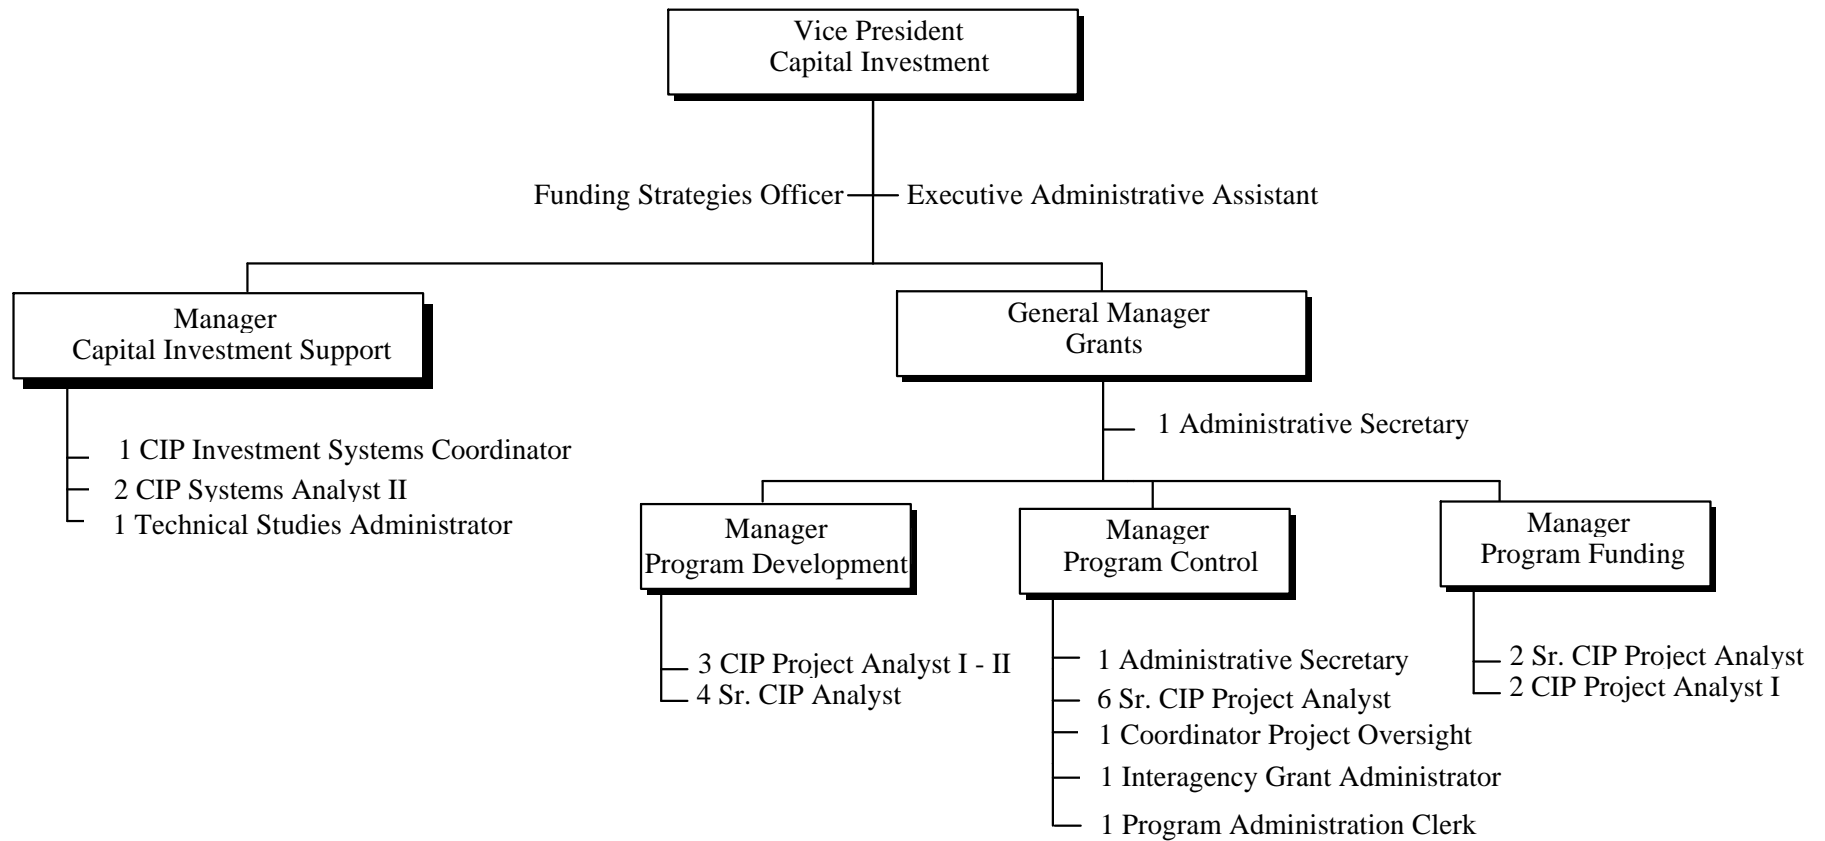 Vice President
Capital Investment
Funding Strategies Officer
Executive Administrative Assistant
Manager
Capital Investment Support
General Manager
Grants
1 CIP Investment Systems Coordinator
2 CIP Systems Analyst II
1 Technical Studies Administrator
1 Administrative Secretary
Manager
Program Development
Manager
Program Control
Manager
Program Funding
3 CIP Project Analyst I - II
4 Sr. CIP Analyst
1 Administrative Secretary
6 Sr. CIP Project Analyst
1 Coordinator Project Oversight
1 Interagency Grant Administrator
1 Program Administration Clerk
2 Sr. CIP Project Analyst
2 CIP Project Analyst I